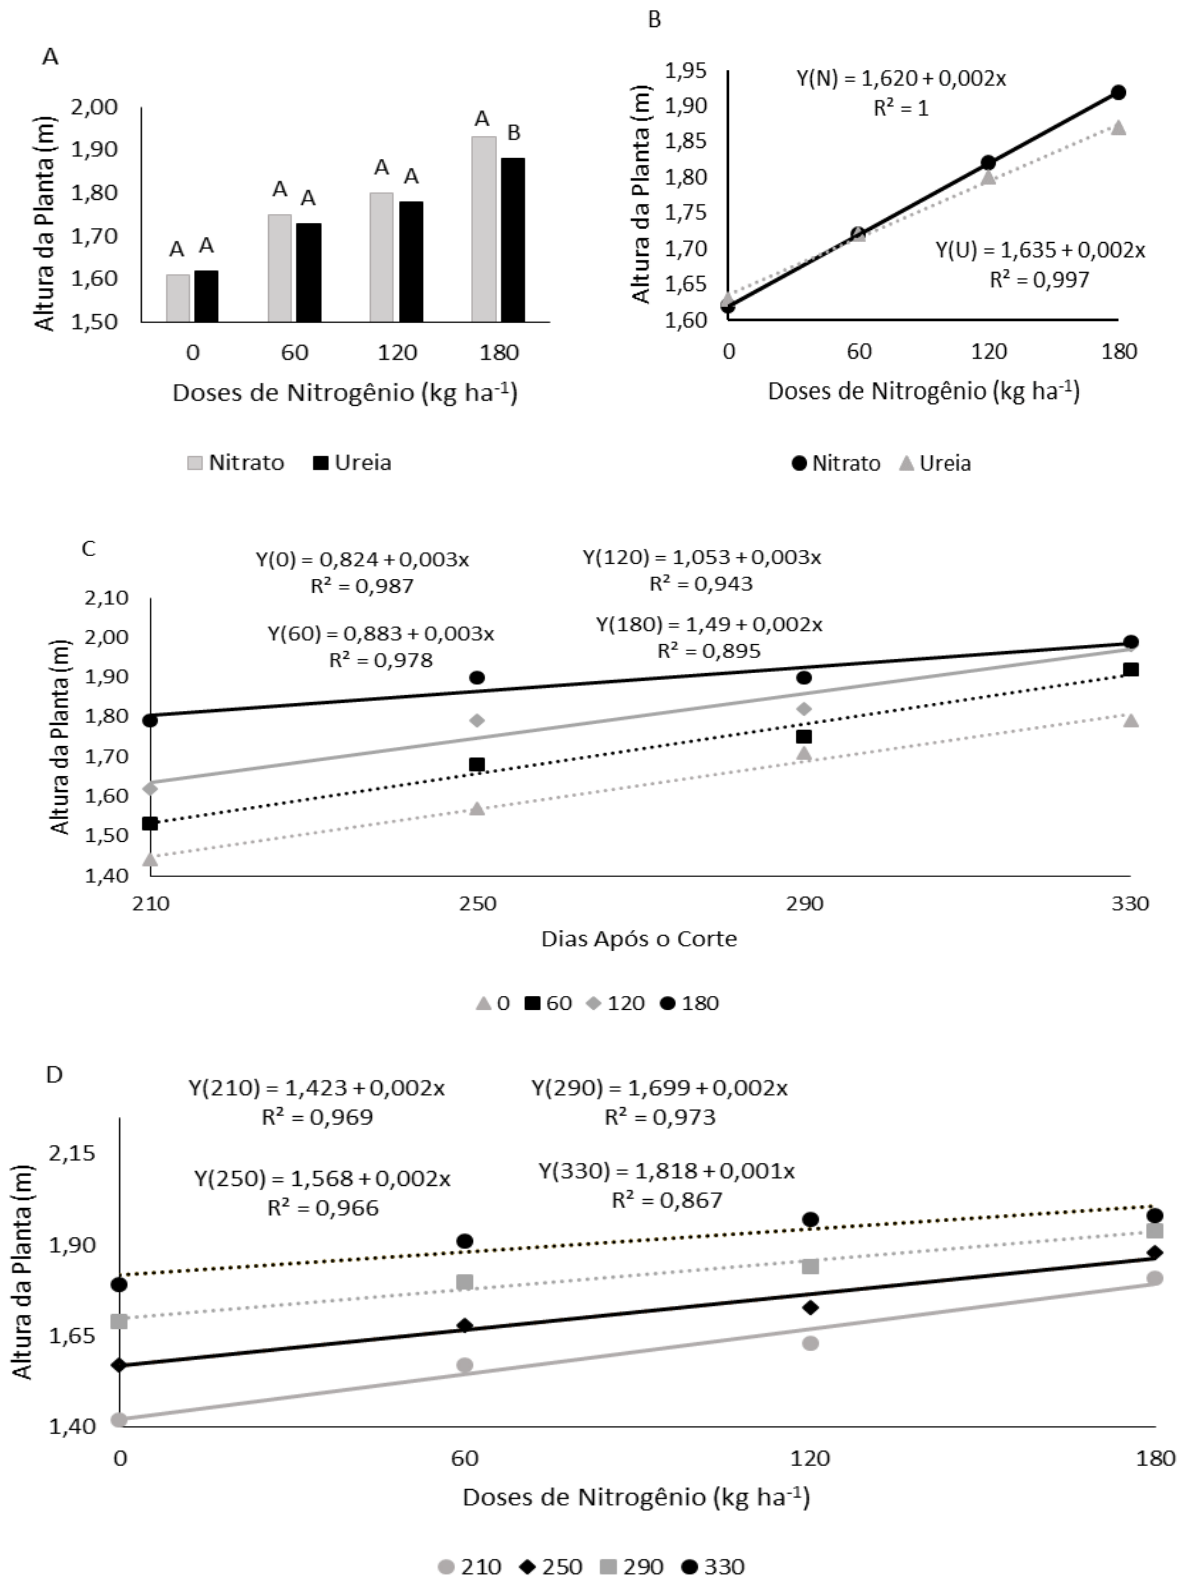 A
Altura da Planta (m)
2,00
1,90
1,80
1,70
1,60
1,50
A A
A A
A A
A B
0 60 120 180
Doses de Nitrogênio (kg ha⁻¹)
Nitrato Ureia
B
Altura da Planta (m)
1,95
1,90
1,85
1,80
1,75
1,70
1,65
1,60
Y(N) = 1,620 + 0,002x
R² = 1
Y(U) = 1,635 + 0,002x
R² = 0,997
0 60 120 180
Doses de Nitrogênio (kg ha⁻¹)
Nitrato Ureia
C
Y(0) = 0,824 + 0,003x
R² = 0,987
Y(120) = 1,053 + 0,003x
R² = 0,943
Y(60) = 0,883 + 0,003x
R² = 0,978
Y(180) = 1,49 + 0,002x
R² = 0,895
Altura da Planta (m)
2,10
2,00
1,90
1,80
1,70
1,60
1,50
1,40
210 250 290 330
Dias Após o Corte
0 60 120 180
D
Y(210) = 1,423 + 0,002x
R² = 0,969
Y(290) = 1,699 + 0,002x
R² = 0,973
Y(250) = 1,568 + 0,002x
R² = 0,966
Y(330) = 1,818 + 0,001x
R² = 0,867
Altura da Planta (m)
2,15
1,90
1,65
1,40
0 60 120 180
Doses de Nitrogênio (kg ha⁻¹)
210 250 290 330